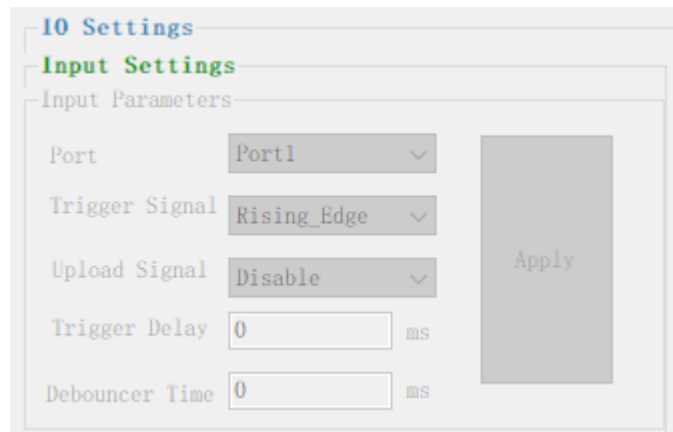 IO Settings
Input Settings
Input Parameters
Port Port1
Trigger Signal Rising_Edge
Upload Signal Disable
Apply
Trigger Delay 0 ms
Debouncer Time 0 ms